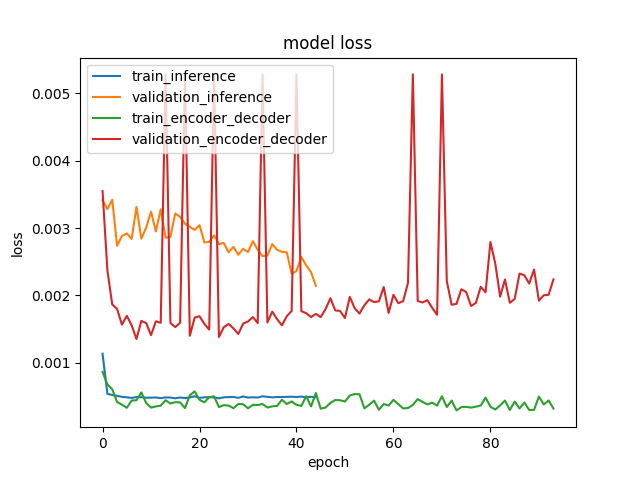 model loss
train_inference
validation_inference
train_encoder_decoder
validation_encoder_decoder
0.005
0.004
0.003
0.002
0.001
loss
0 20 40 60 80
epoch